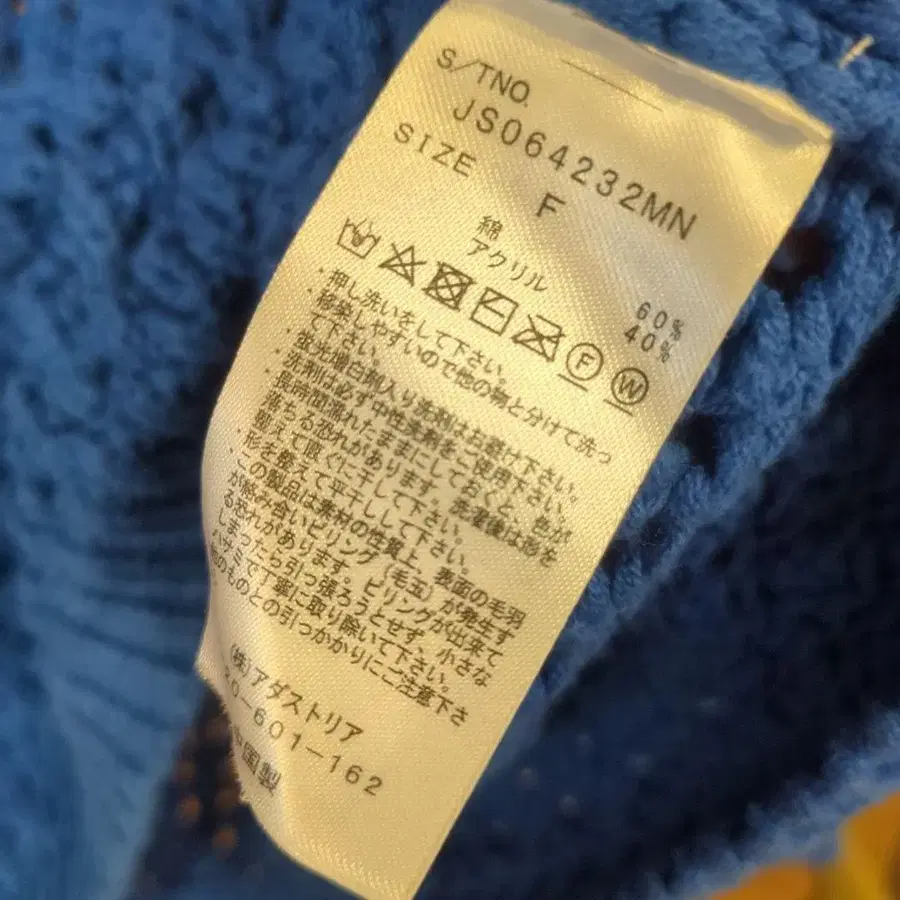 S/TNO.
JS064232MN
SIZE
F
綿 60%
アクリル 40%
F W
・押し洗いをして下さい。
・移染しやすいので他の物と分けて洗っ
て下さい。
・蛍光増白剤入り洗剤はお避け下さい。
・洗剤は必ず中性洗剤をご使用下さい。
・長時間濡れたままにしておくと、色が
落ちる恐れがあります。洗濯後は形を
整えて直ぐに干して下さい。
・形を整えて平干しして下さい。
・この製品は素材の性質上、表面の毛羽
が絡み合いピリング(毛玉)が発生す
る恐れがあります。ピリングが出来て
しまったら引っ張ろうとせず、小さな
ハサミで丁寧に取り除いて下さい。
他のものとの引っかかりにご注意下さ
(株)アダストリア
20-601-162
中国製